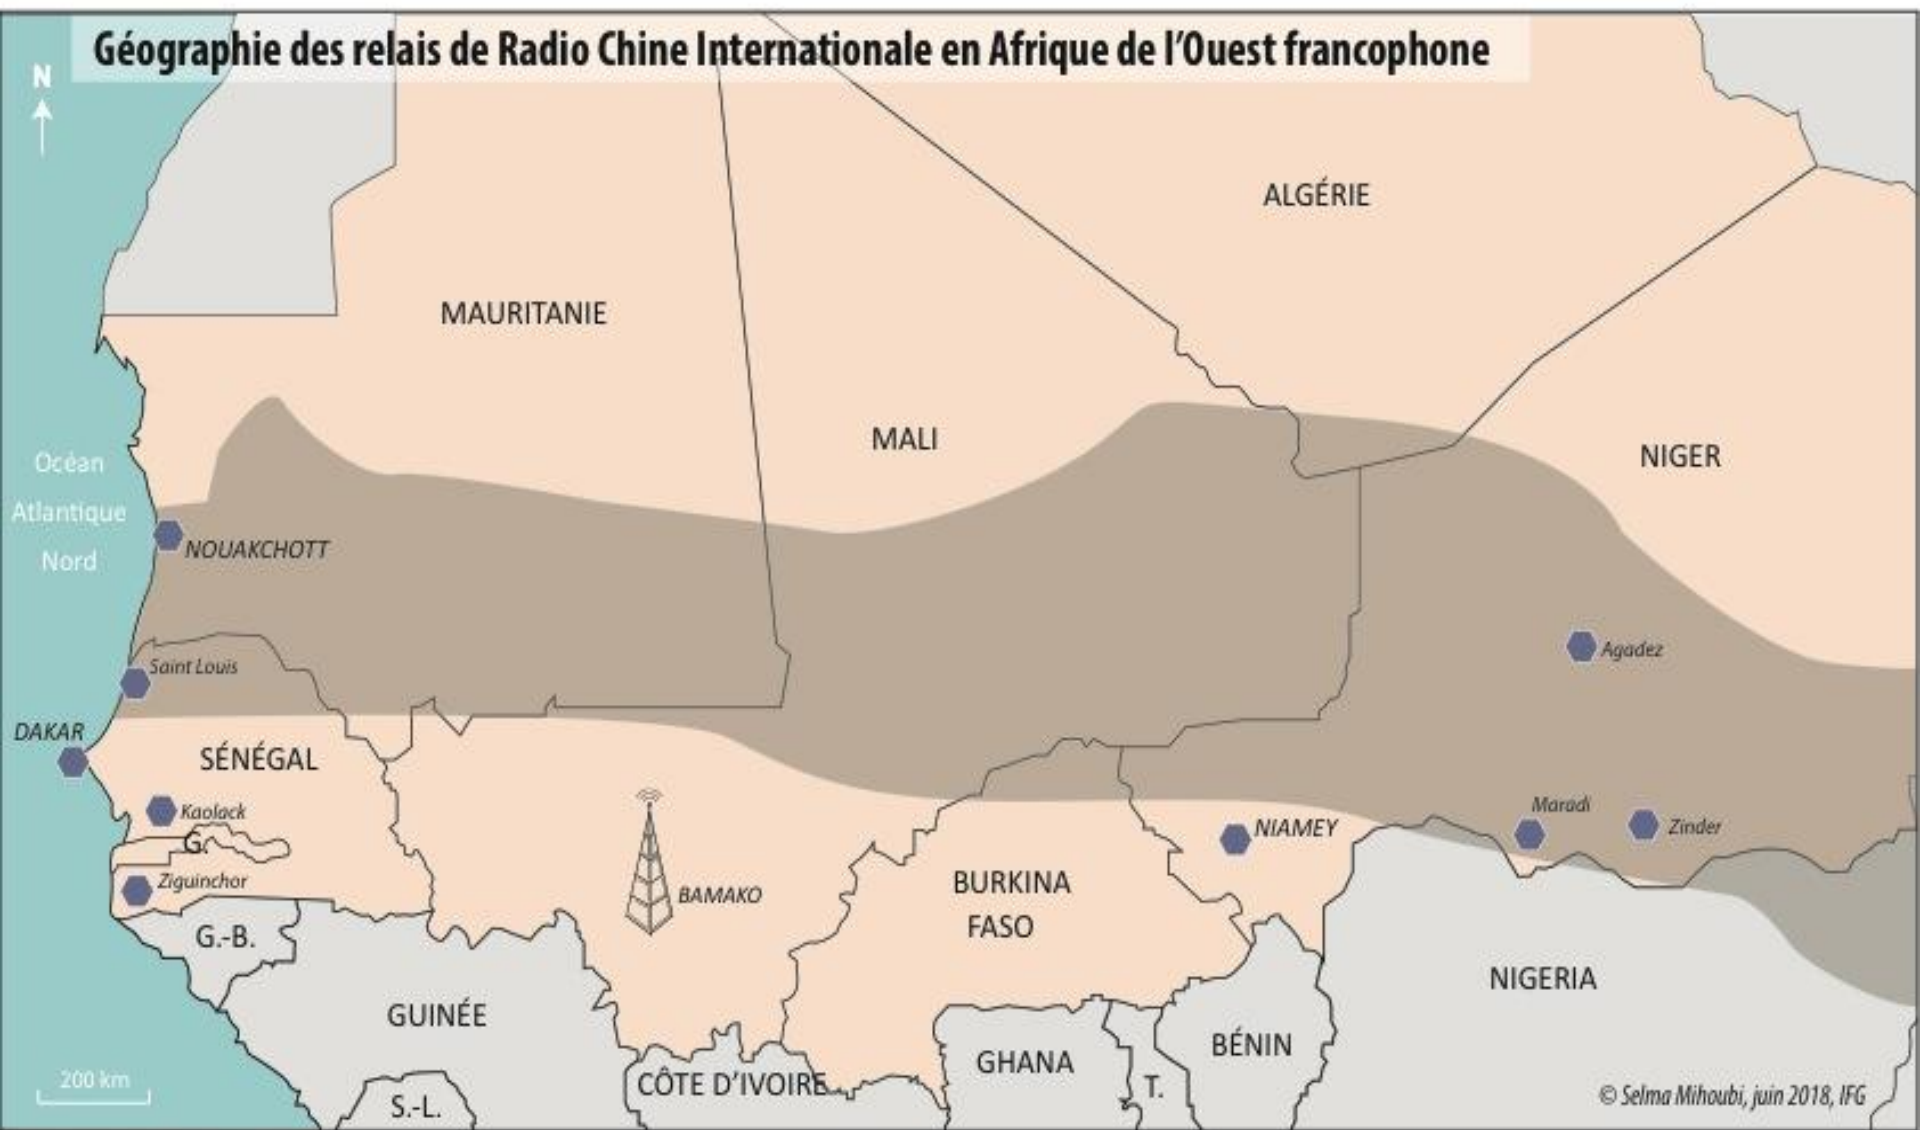 Géographie des relais de Radio Chine Internationale en Afrique de l'Ouest francophone
N
ALGÉRIE
MAURITANIE
MALI
NIGER
Océan
Atlantique
Nord
NOUAKCHOTT
Saint Louis
Agadez
DAKAR
SÉNÉGAL
Kaolack
G.
Ziguinchor
BAMAKO
NIAMEY
Maradi
Zinder
BURKINA
FASO
G.-B.
GUINÉE
NIGERIA
BÉNIN
GHANA
T.
CÔTE D'IVOIRE
S.-L.
200 km
© Selma Mihoubi, juin 2018, IFG